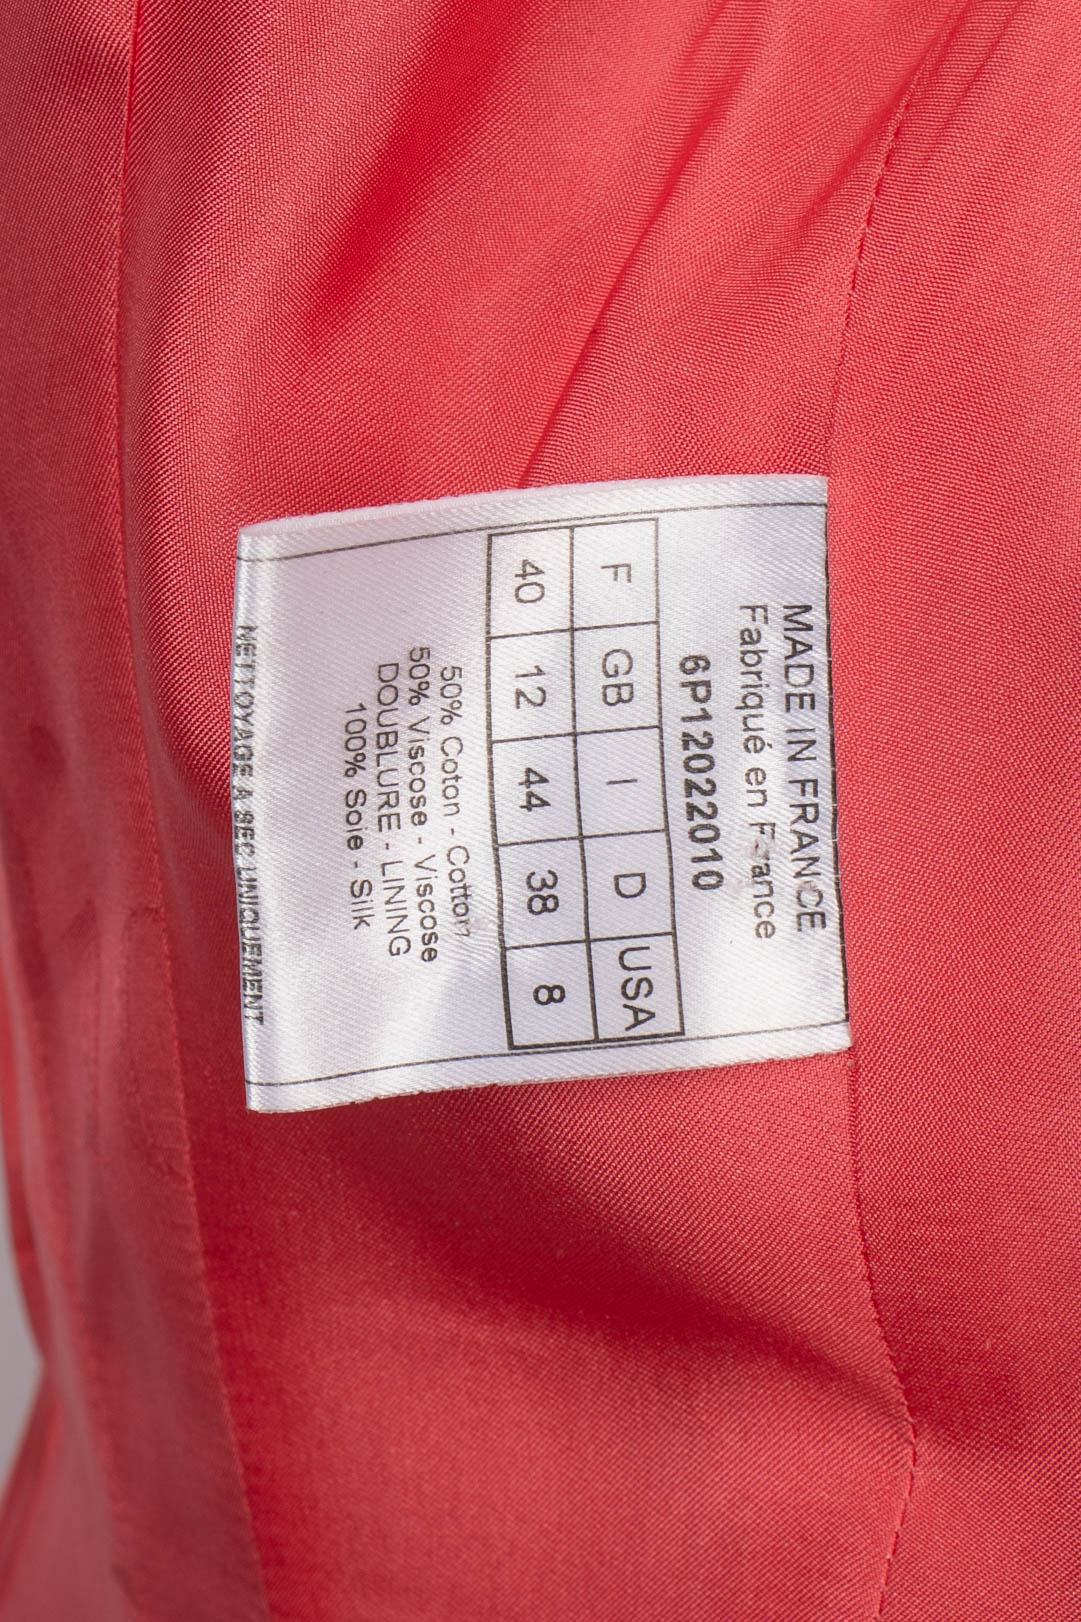 MADE IN FRANCE
Fabriqué en France
6P12022010
F GB I D USA
40 12 44 38 8
50% Coton - Cotton
50% Viscose - Viscose
DOUBLURE - LINING
100% Soie - Silk
NETTOYAGE A SEC UNIQUEMENT